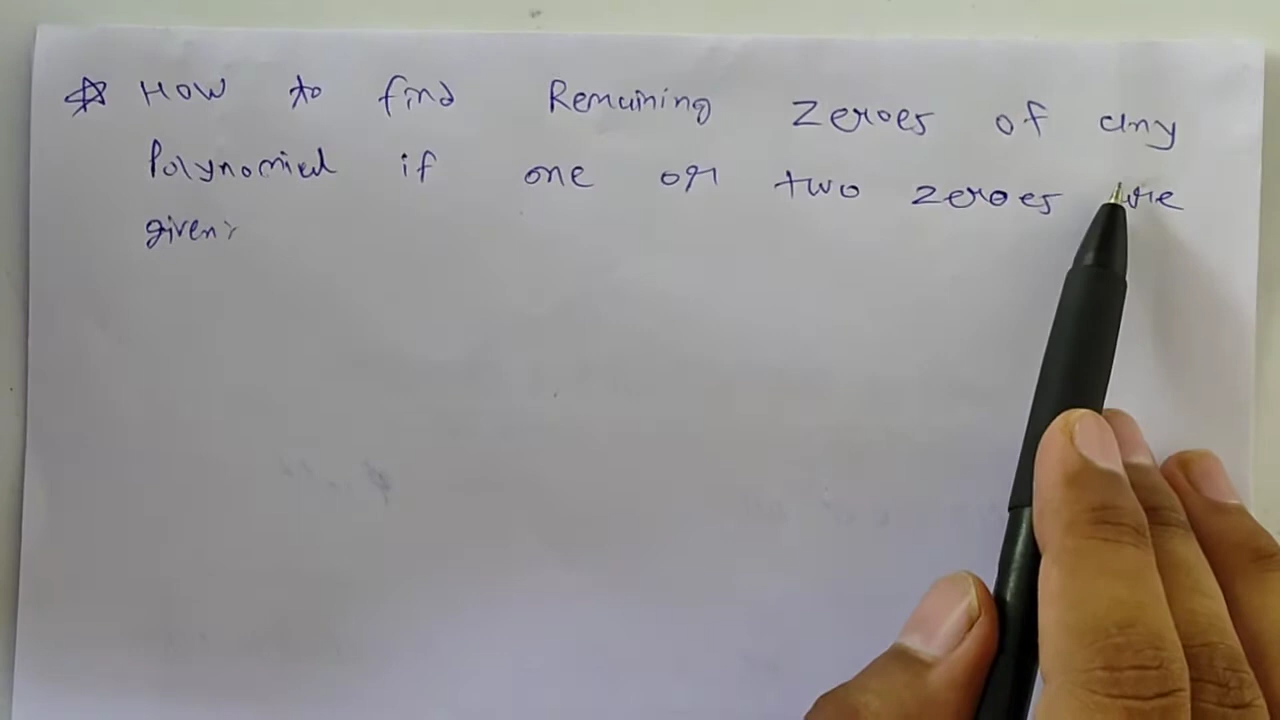 ☆ How to find Remaining zeroes of any
Polynomial if one or two zeroes are
given: